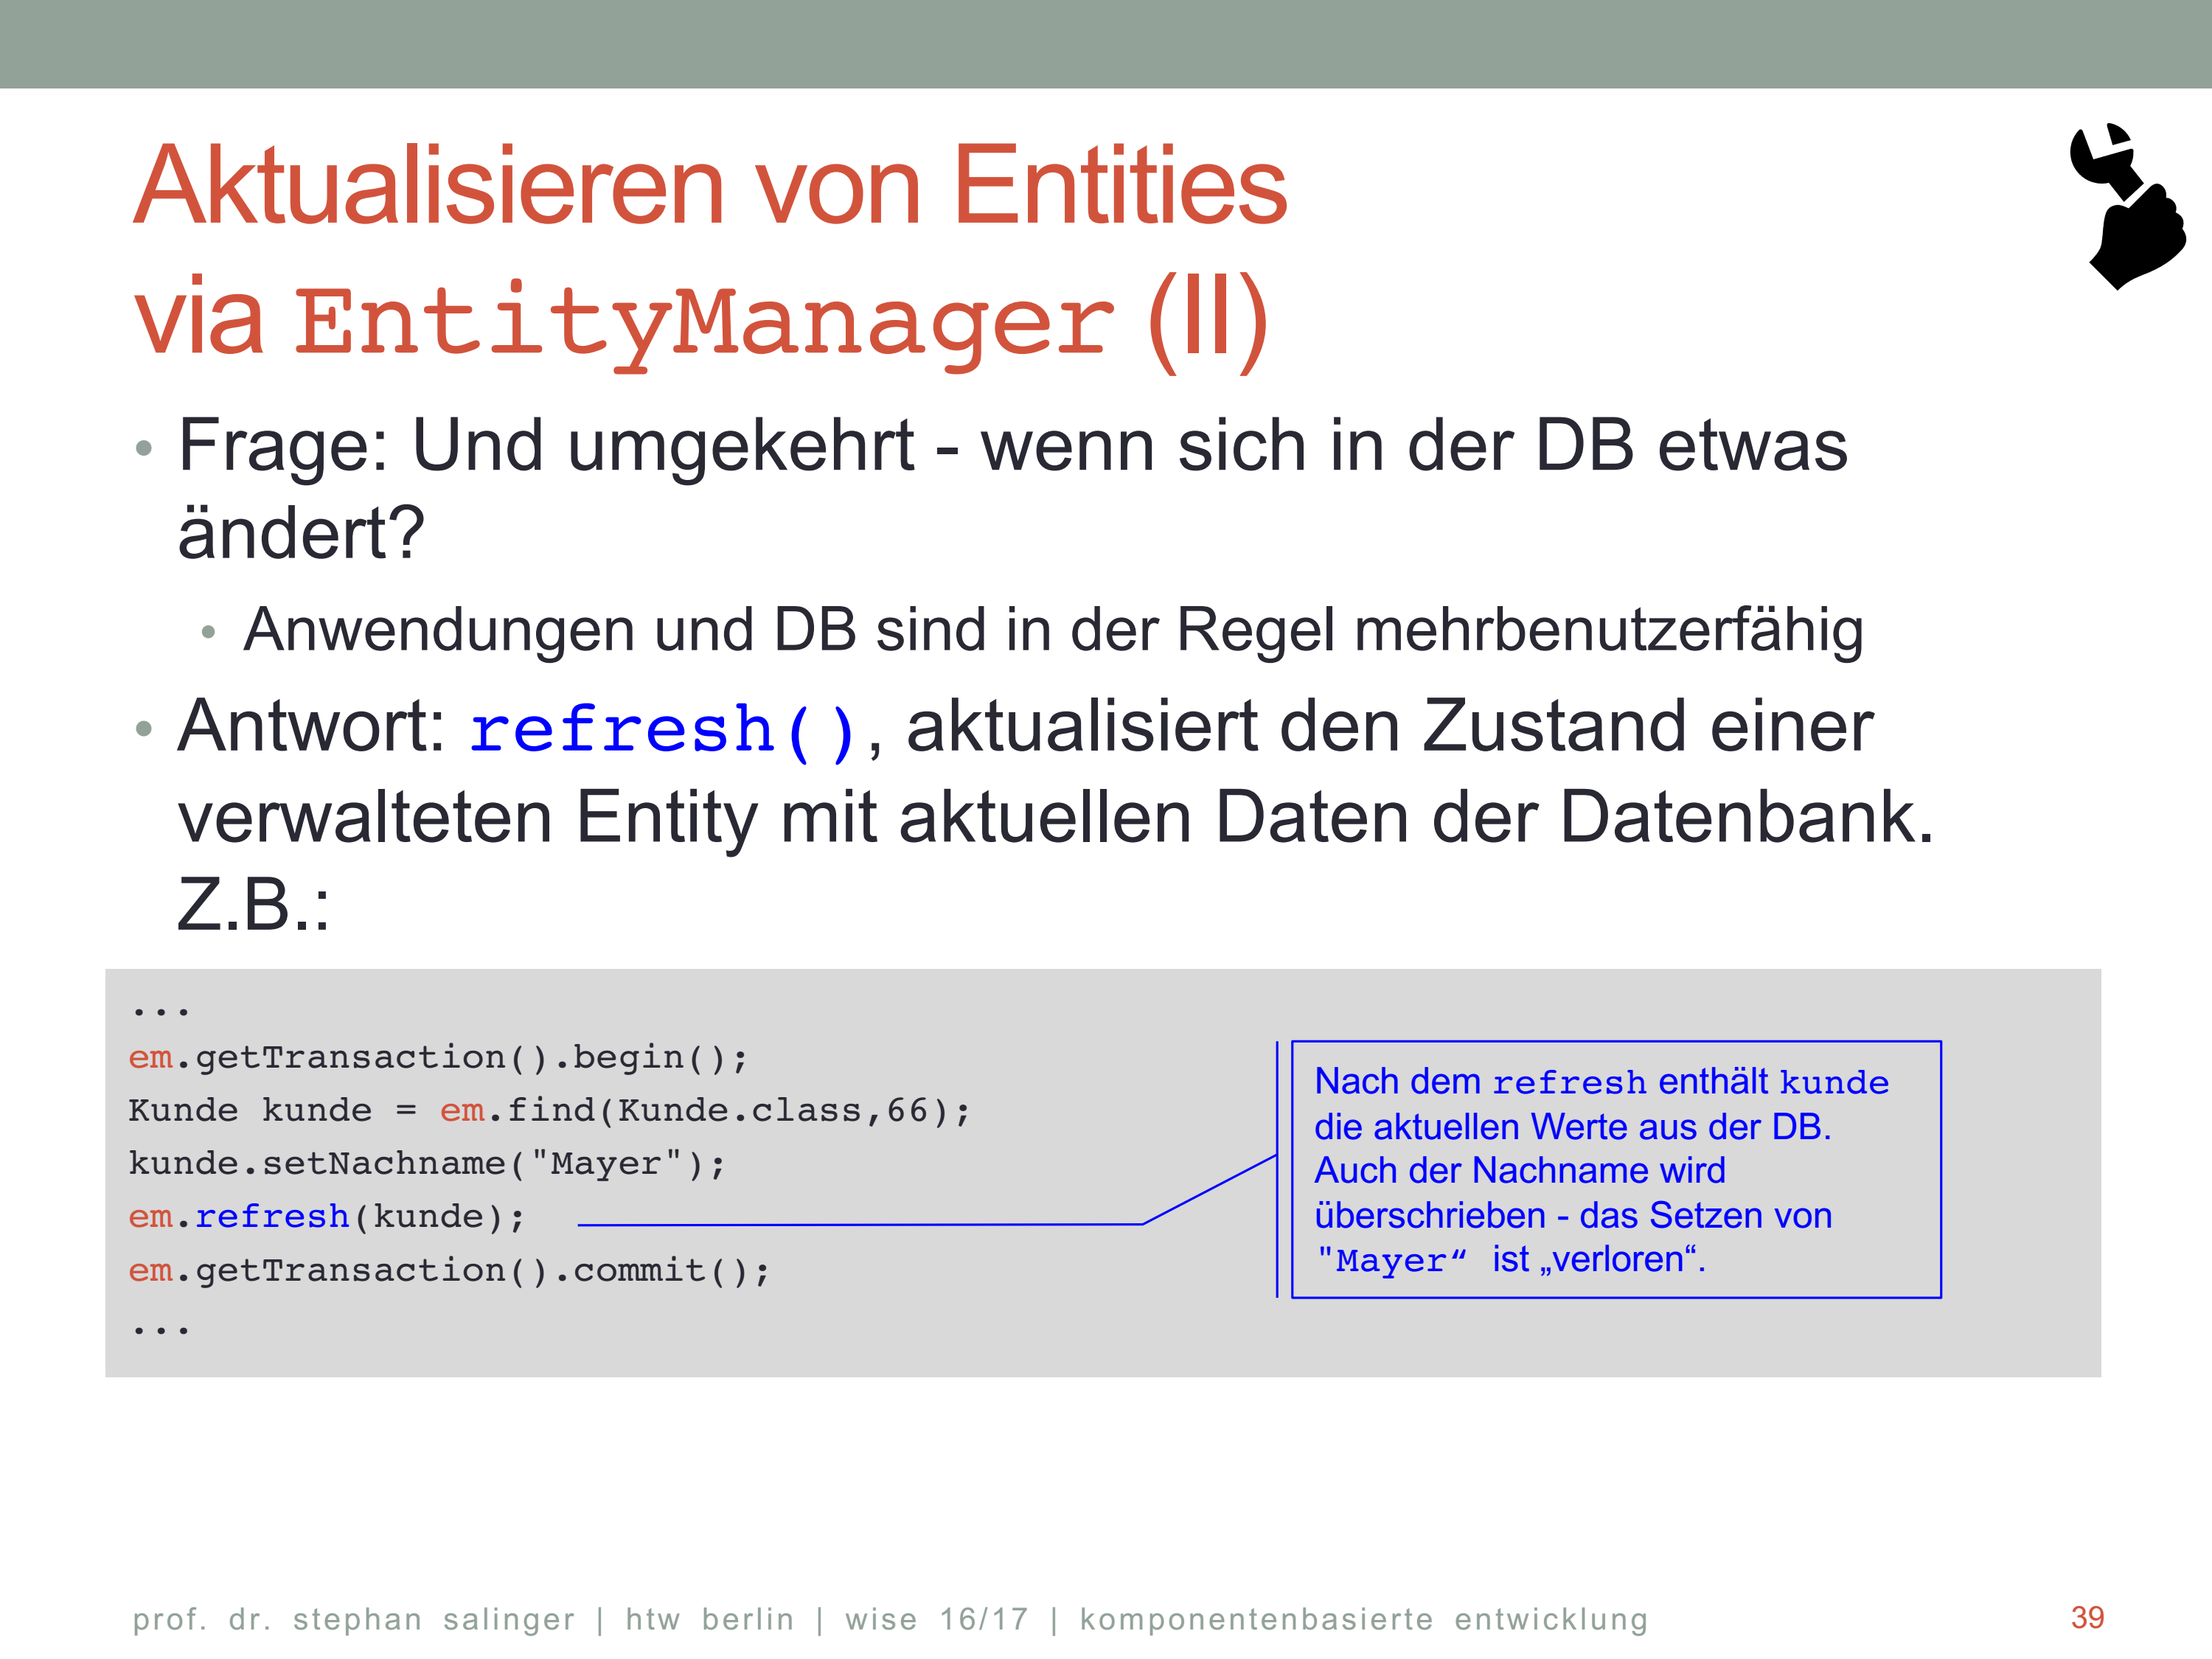 Aktualisieren von Entities
via EntityManager (II)
• Frage: Und umgekehrt - wenn sich in der DB etwas
ändert?
• Anwendungen und DB sind in der Regel mehrbenutzerfähig
• Antwort: refresh(), aktualisiert den Zustand einer
verwalteten Entity mit aktuellen Daten der Datenbank.
Z.B.:
...
em.getTransaction().begin();
Kunde kunde = em.find(Kunde.class,66);
kunde.setNachname("Mayer");
em.refresh(kunde);
em.getTransaction().commit();
...
Nach dem refresh enthält kunde
die aktuellen Werte aus der DB.
Auch der Nachname wird
überschrieben - das Setzen von
"Mayer“ ist „verloren“.
prof. dr. stephan salinger | htw berlin | wise 16/17 | komponentenbasierte entwicklung
39